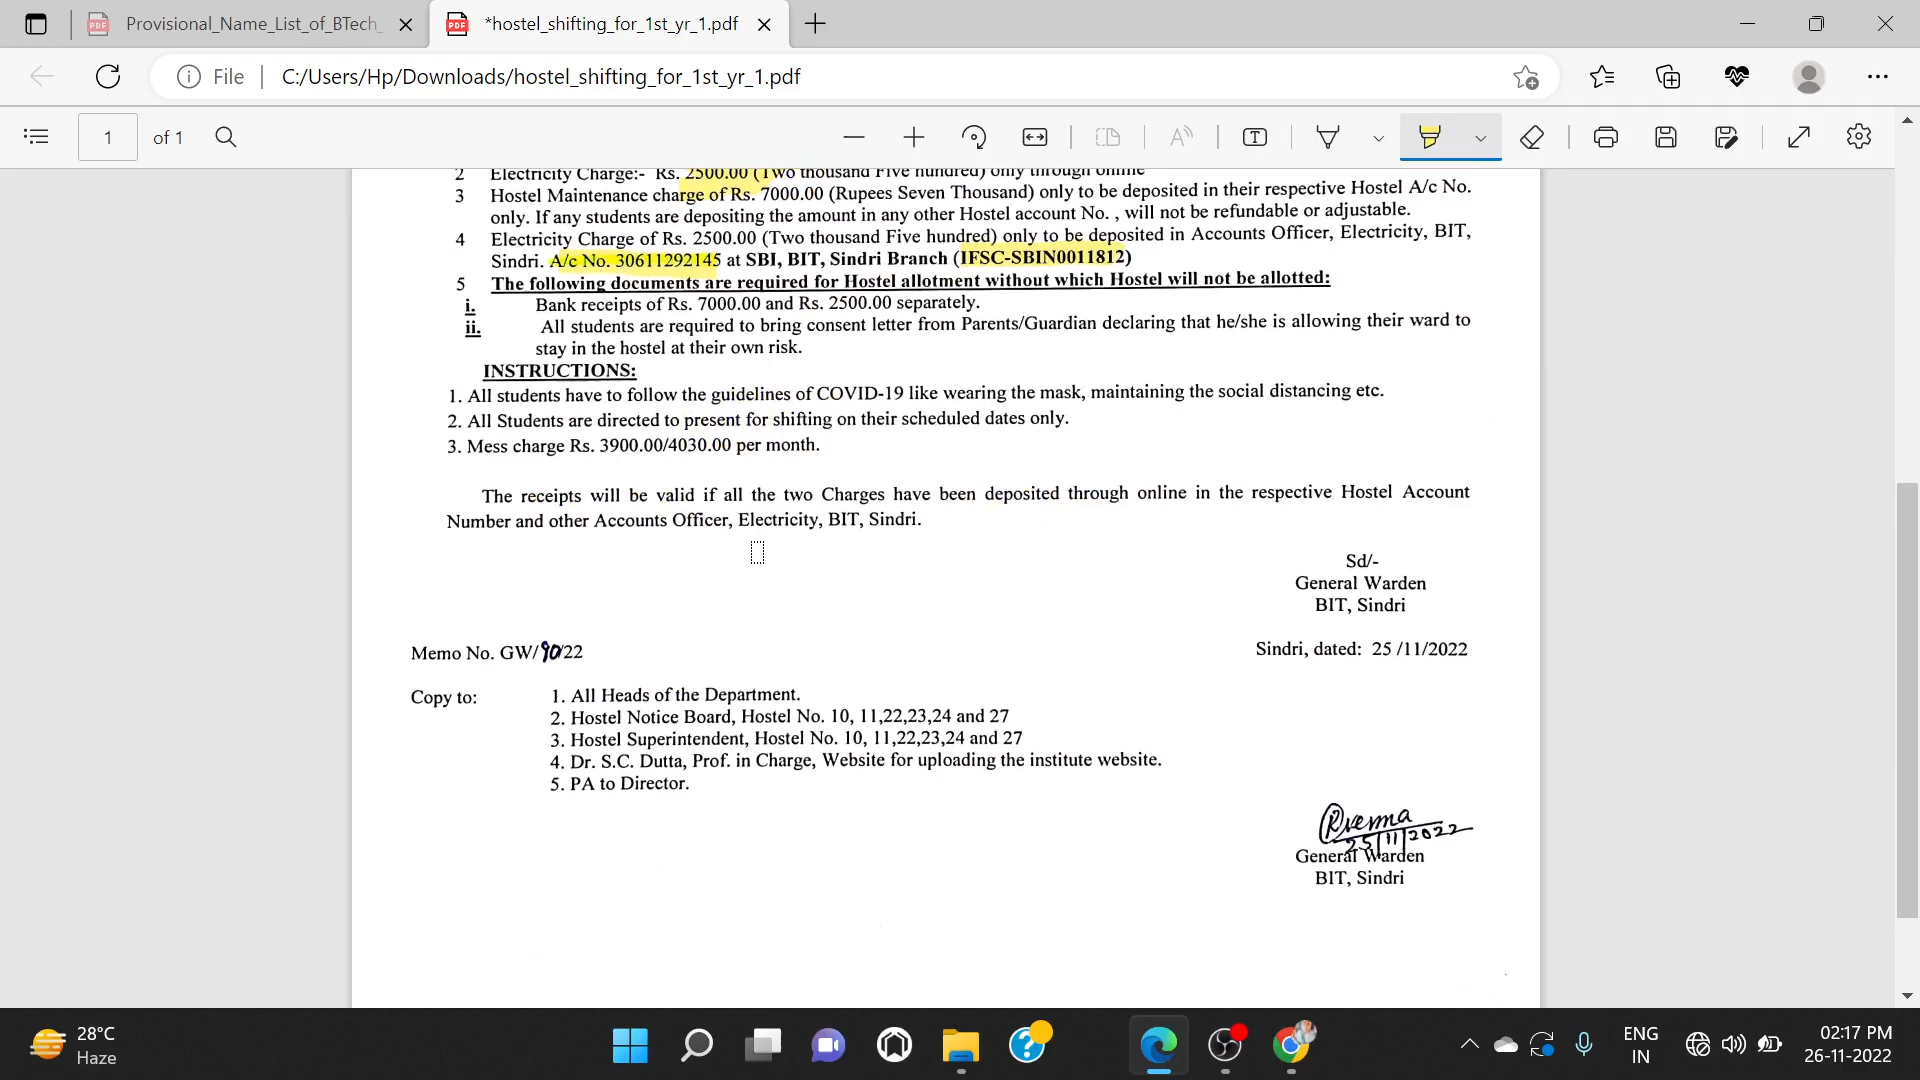 Provisional_Name_List_of_BTech_
*hostel_shifting_for_1st_yr_1.pdf
File
C:/Users/Hp/Downloads/hostel_shifting_for_1st_yr_1.pdf
1 of 1
2 Electricity Charge:- Rs. 2500.00 (Two thousand Five hundred) only through online
3 Hostel Maintenance charge of Rs. 7000.00 (Rupees Seven Thousand) only to be deposited in their respective Hostel A/c No.
only. If any students are depositing the amount in any other Hostel account No. , will not be refundable or adjustable.
4 Electricity Charge of Rs. 2500.00 (Two thousand Five hundred) only to be deposited in Accounts Officer, Electricity, BIT,
Sindri. A/c No. 30611292145 at SBI, BIT, Sindri Branch (IFSC-SBIN0011812)
5 The following documents are required for Hostel allotment without which Hostel will not be allotted:
i. Bank receipts of Rs. 7000.00 and Rs. 2500.00 separately.
ii. All students are required to bring consent letter from Parents/Guardian declaring that he/she is allowing their ward to
stay in the hostel at their own risk.
INSTRUCTIONS:
1. All students have to follow the guidelines of COVID-19 like wearing the mask, maintaining the social distancing etc.
2. All Students are directed to present for shifting on their scheduled dates only.
3. Mess charge Rs. 3900.00/4030.00 per month.
The receipts will be valid if all the two Charges have been deposited through online in the respective Hostel Account
Number and other Accounts Officer, Electricity, BIT, Sindri.
Sd/-
General Warden
BIT, Sindri
Memo No. GW/90/22
Sindri, dated: 25 /11/2022
Copy to:
1. All Heads of the Department.
2. Hostel Notice Board, Hostel No. 10, 11,22,23,24 and 27
3. Hostel Superintendent, Hostel No. 10, 11,22,23,24 and 27
4. Dr. S.C. Dutta, Prof. in Charge, Website for uploading the institute website.
5. PA to Director.
25/11/2022
General Warden
BIT, Sindri
28°C
Haze
ENG
IN
02:17 PM
26-11-2022